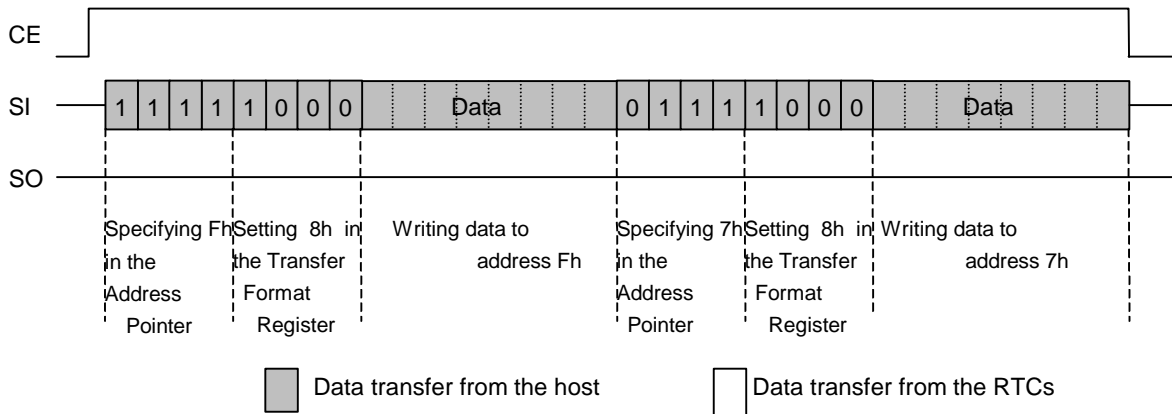 CE
SI 1 1 1 1 1 0 0 0 Data 0 1 1 1 1 0 0 0 Data
SO
Specifying Fh Setting 8h in Writing data to Specifying 7h Setting 8h in Writing data to
in the the Transfer address Fh in the the Transfer address 7h
Address Format Address Format
Pointer Register Pointer Register
Data transfer from the host Data transfer from the RTCs